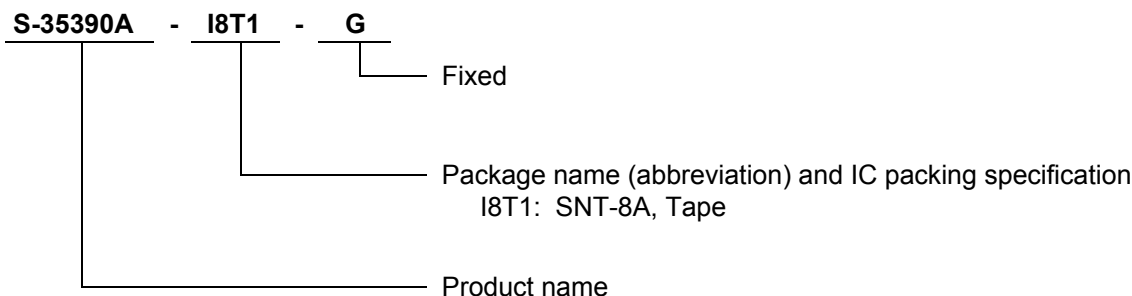 S-35390A - I8T1 - G
Fixed
Package name (abbreviation) and IC packing specification
I8T1: SNT-8A, Tape
Product name